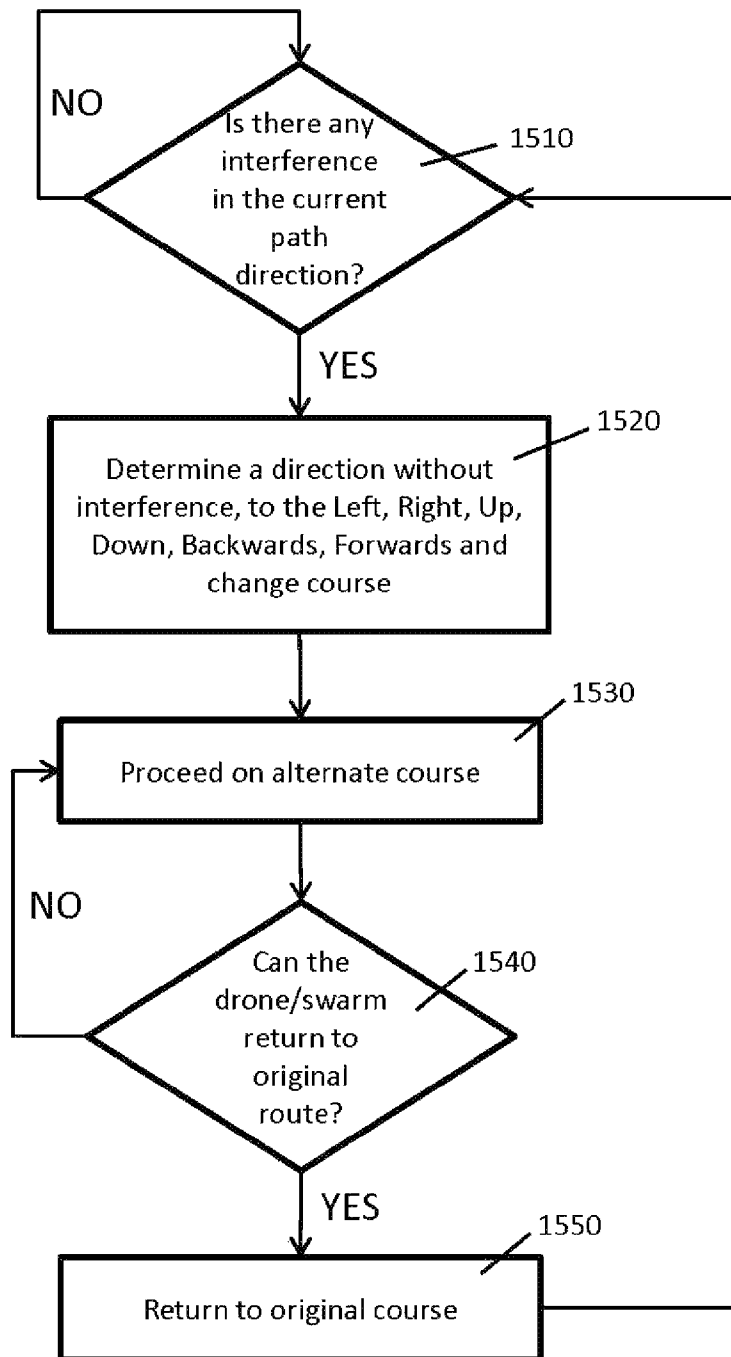 NO
Is there any
interference
in the current
path
direction?
1510
YES
1520
Determine a direction without
interference, to the Left, Right, Up,
Down, Backwards, Forwards and
change course
1530
Proceed on alternate course
NO
Can the
drone/swarm
return to
original
route?
1540
YES
1550
Return to original course